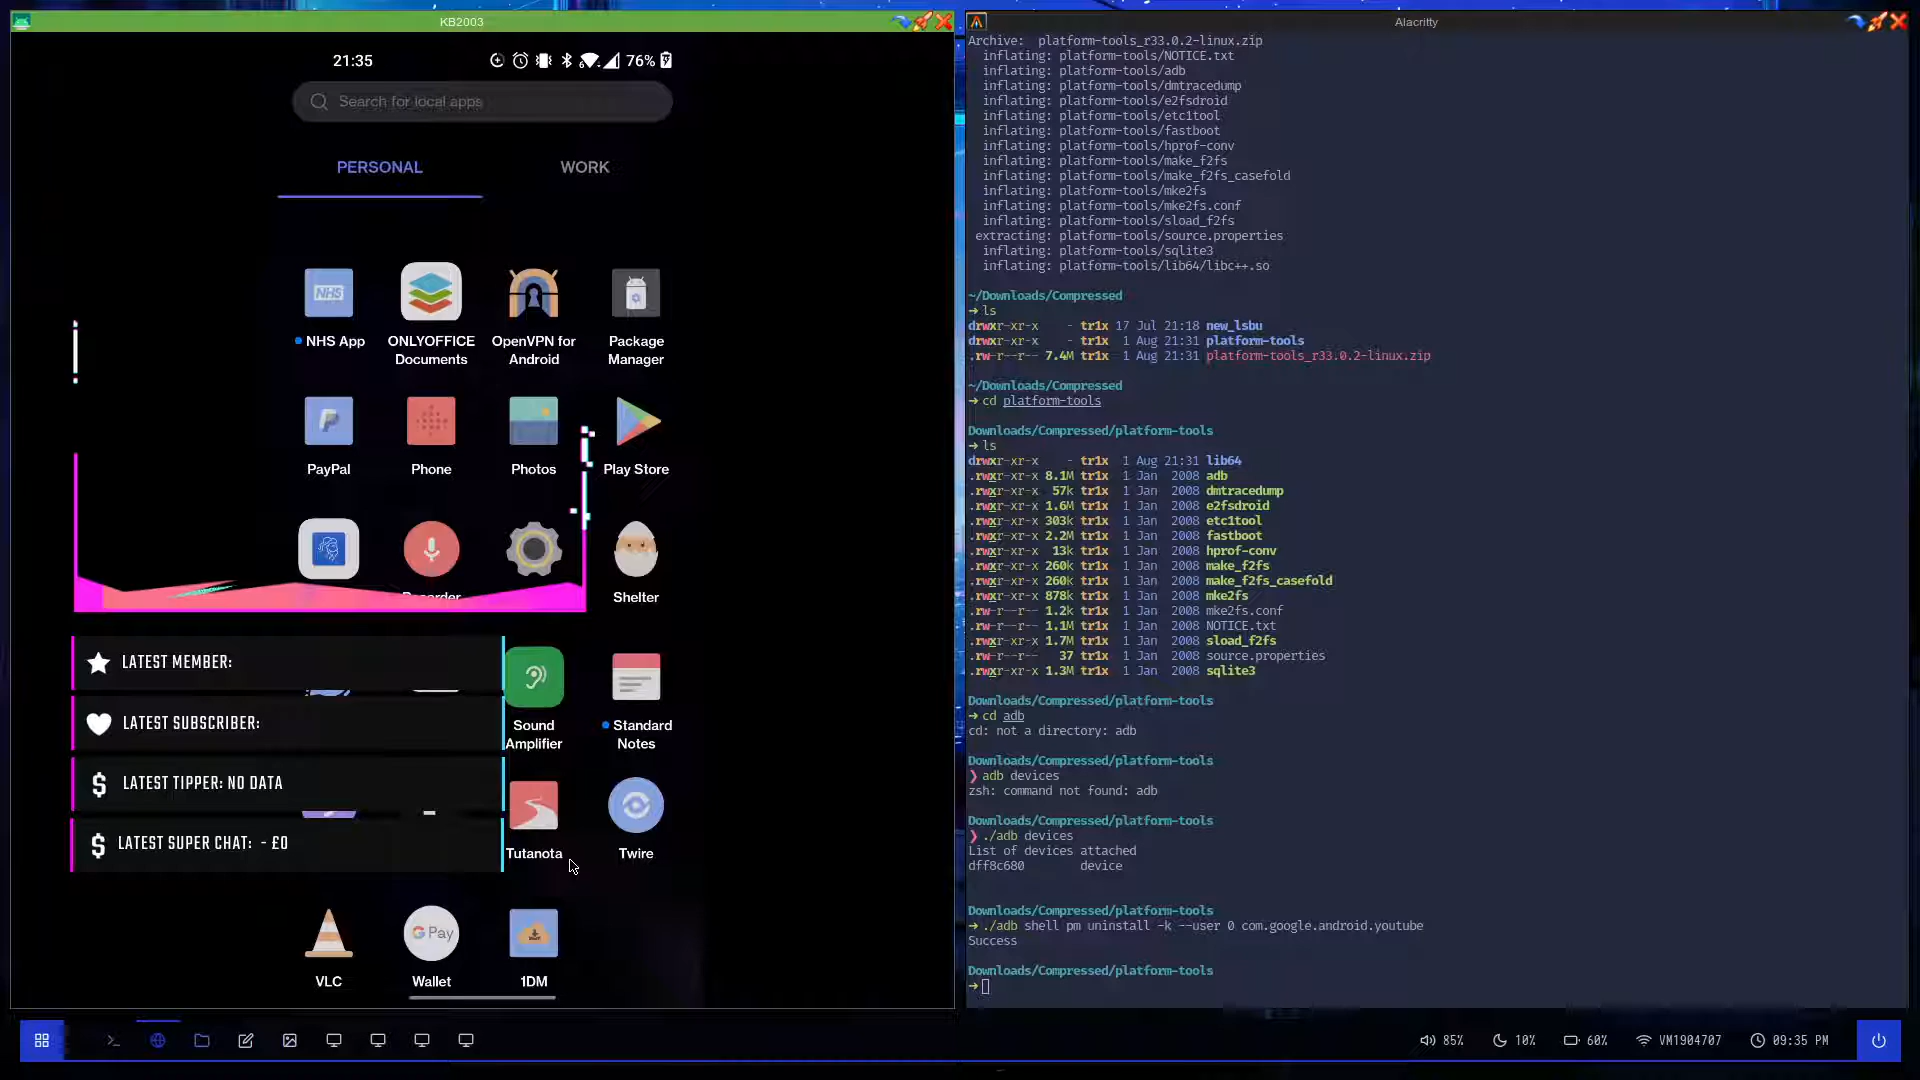 KB2003
21:35
76%
Search for local apps
PERSONAL
WORK
NHS
NHS App
ONLYOFFICE
Documents
OpenVPN for
Android
Package
Manager
PayPal
Phone
Photos
Play Store
Recorder
Shelter
LATEST MEMBER:
LATEST SUBSCRIBER:
LATEST TIPPER: NO DATA
LATEST SUPER CHAT: - £0
Sound
Amplifier
Standard
Notes
Tutanota
Twire
G Pay
VLC
Wallet
1DM
Alacritty
Archive: platform-tools_r33.0.2-linux.zip
inflating: platform-tools/NOTICE.txt
inflating: platform-tools/adb
inflating: platform-tools/dmtracedump
inflating: platform-tools/e2fsdroid
inflating: platform-tools/etc1tool
inflating: platform-tools/fastboot
inflating: platform-tools/hprof-conv
inflating: platform-tools/make_f2fs
inflating: platform-tools/make_f2fs_casefold
inflating: platform-tools/mke2fs
inflating: platform-tools/mke2fs.conf
inflating: platform-tools/sload_f2fs
extracting: platform-tools/source.properties
inflating: platform-tools/sqlite3
inflating: platform-tools/lib64/libc++.so
~/Downloads/Compressed
➜ ls
drwxr-xr-x - tr1x 17 Jul 21:18 new_lsbu
drwxr-xr-x - tr1x 1 Aug 21:31 platform-tools
.rw-r--r-- 7.4M tr1x 1 Aug 21:31 platform-tools_r33.0.2-linux.zip
~/Downloads/Compressed
➜ cd platform-tools
Downloads/Compressed/platform-tools
➜ ls
drwxr-xr-x - tr1x 1 Aug 21:31 lib64
.rwxr-xr-x 8.1M tr1x 1 Jan 2008 adb
.rwxr-xr-x 57k tr1x 1 Jan 2008 dmtracedump
.rwxr-xr-x 1.6M tr1x 1 Jan 2008 e2fsdroid
.rwxr-xr-x 303k tr1x 1 Jan 2008 etc1tool
.rwxr-xr-x 2.2M tr1x 1 Jan 2008 fastboot
.rwxr-xr-x 13k tr1x 1 Jan 2008 hprof-conv
.rwxr-xr-x 260k tr1x 1 Jan 2008 make_f2fs
.rwxr-xr-x 260k tr1x 1 Jan 2008 make_f2fs_casefold
.rwxr-xr-x 878k tr1x 1 Jan 2008 mke2fs
.rw-r--r-- 1.2k tr1x 1 Jan 2008 mke2fs.conf
.rw-r--r-- 1.1M tr1x 1 Jan 2008 NOTICE.txt
.rwxr-xr-x 1.7M tr1x 1 Jan 2008 sload_f2fs
.rw-r--r-- 37 tr1x 1 Jan 2008 source.properties
.rwxr-xr-x 1.3M tr1x 1 Jan 2008 sqlite3
Downloads/Compressed/platform-tools
➜ cd adb
cd: not a directory: adb
Downloads/Compressed/platform-tools
❯ adb devices
zsh: command not found: adb
Downloads/Compressed/platform-tools
❯ ./adb devices
List of devices attached
dff8c680 device
Downloads/Compressed/platform-tools
➜ ./adb shell pm uninstall -k --user 0 com.google.android.youtube
Success
Downloads/Compressed/platform-tools
➜
85% 10% 60% VM1904707 09:35 PM